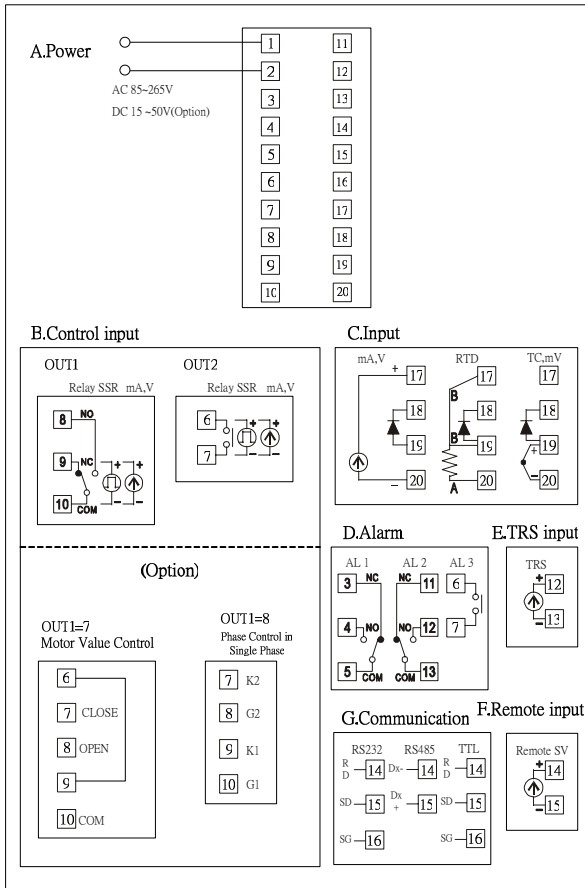 A.Power
AC 85~265V
DC 15 ~50V(Option)
1 11
2 12
3 13
4 14
5 15
6 16
7 17
8 18
9 19
10 20
B.Control input
OUT1
Relay SSR mA,V
8 NO
9 NC + +
10 COM − −
OUT2
Relay SSR mA,V
6 + +
7 − −
(Option)
OUT1=7
Motor Value Control
6
7 CLOSE
8 OPEN
9
10 COM
OUT1=8
Phase Control in
Single Phase
7 K2
8 G2
9 K1
10 G1
C.Input
mA,V RTD TC,mV
+ 17 17 17
B
18 18 18
B
19 19 19
+
− 20 A 20 − 20
D.Alarm
AL 1 AL 2 AL 3
3 NC NC 11 6
4 NO NO 12 7
5 COM COM 13
E.TRS input
TRS
+ 12
− 13
G.Communication
RS232 RS485 TTL
R D 14 Dx- 14 R D 14
SD 15 Dx + 15 SD 15
SG 16 SG 16
F.Remote input
Remote SV
+ 14
− 15